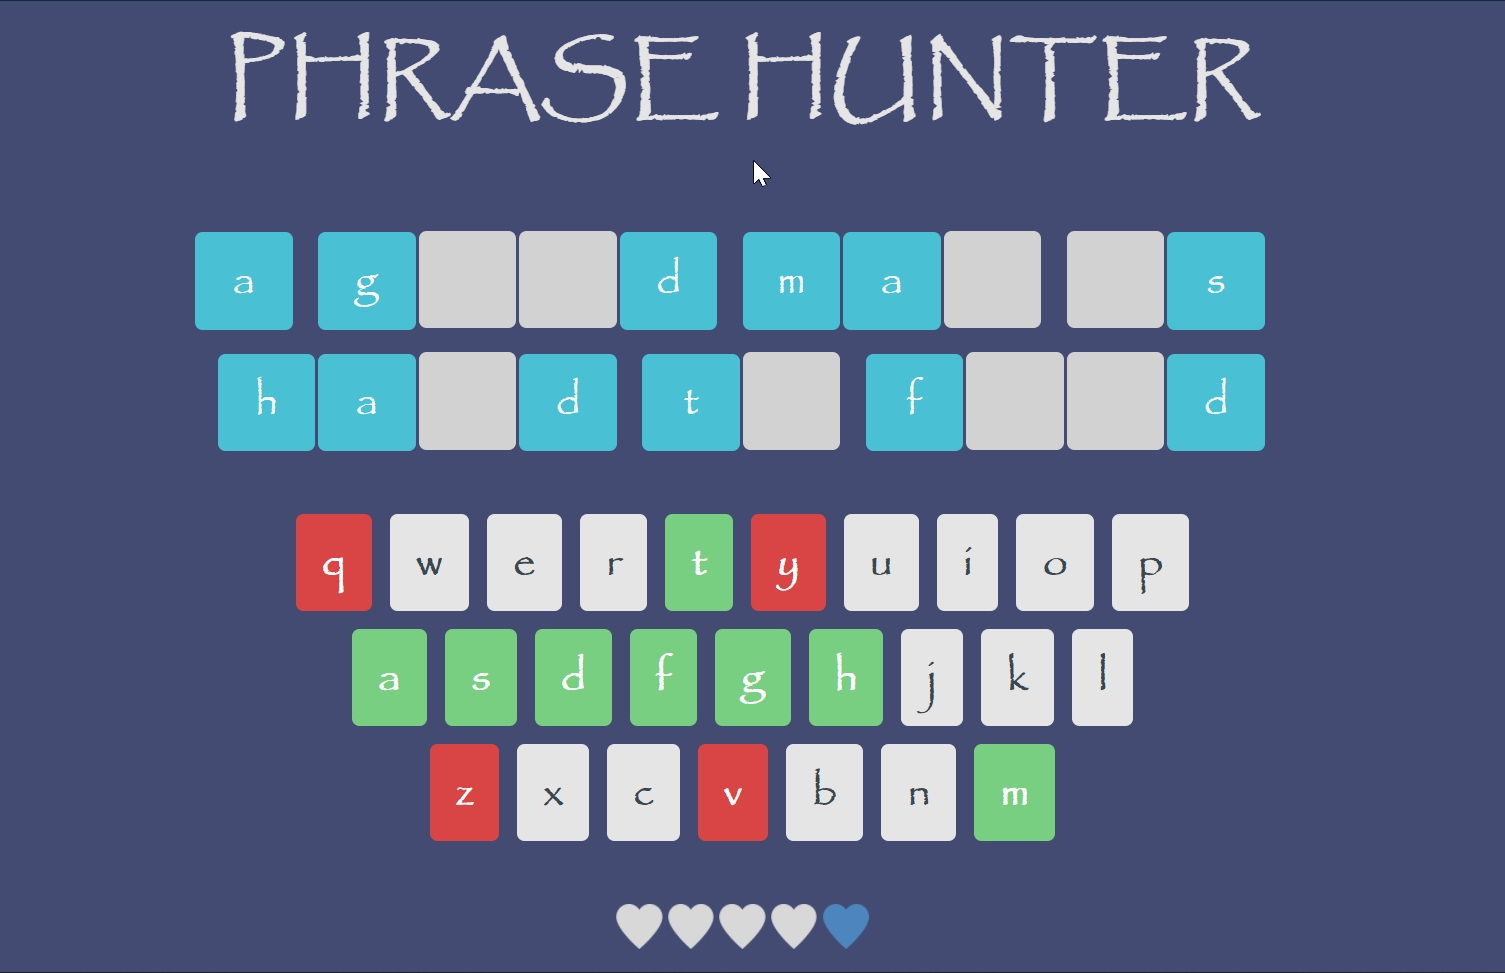 PHRASE HUNTER
a g d m a s
h a d t f d
q w e r t y u i o p
a s d f g h j k l
z x c v b n m